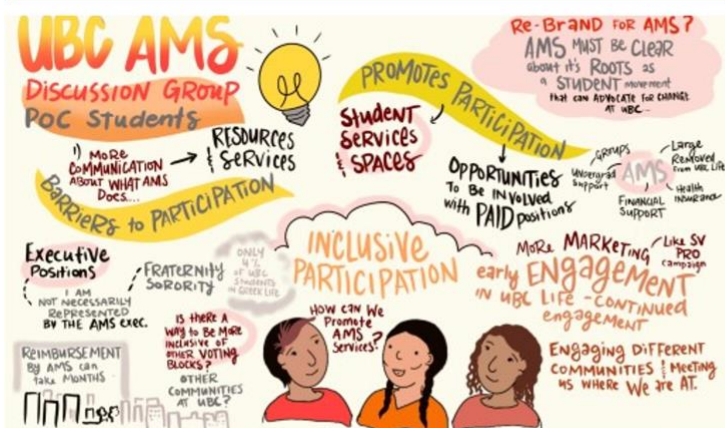 UBC AMS
DISCUSSION GROUP
POC STUDENTS
1) MORE
COMMUNICATION
ABOUT WHAT AMS
DOES...
RESOURCES
& SERVICES
BARRIERS to PARTICIPATION
PROMOTES PARTICIPATION
STUDENT
SERVICES
& SPACES
OPPORTUNITIES
TO BE INVOLVED
with PAID positions
RE-BRAND FOR AMS?
AMS MUST BE CLEAR
about it's ROOTS as
a STUDENT movement
that can ADVOCATE for CHANGE
AT UBC...
GROUPS
Undergrad
Support
AMS
Large
Removed
from UBC Life
Health
INSURANCE
FINANCIAL
SUPPORT
Executive
Positions
I AM
NOT NECESSARILY
REPRESENTED
BY THE AMS EXEC.
FRATERNITY
SORORITY
ONLY
4%
of UBC
STUDENTS
IN GREEK LIFE
REIMBURSEMENT
BY AMS can
take MONTHS
IS THERE A
WAY to BE MORE
INCLUSIVE OF
OTHER VOTING
BLOCKS?
OTHER
COMMUNITIES
AT UBC?
INCLUSIVE
PARTICIPATION
HOW CAN WE
PROMOTE
AMS
SERVICES?
MORE MARKETING
Like SV
PRO
campaign
early ENGAGEMENT
IN UBC LIFE - CONTINUED
engagement
ENGAGING DIFFERENT
COMMUNITIES & MEETING
US WHERE We are AT.